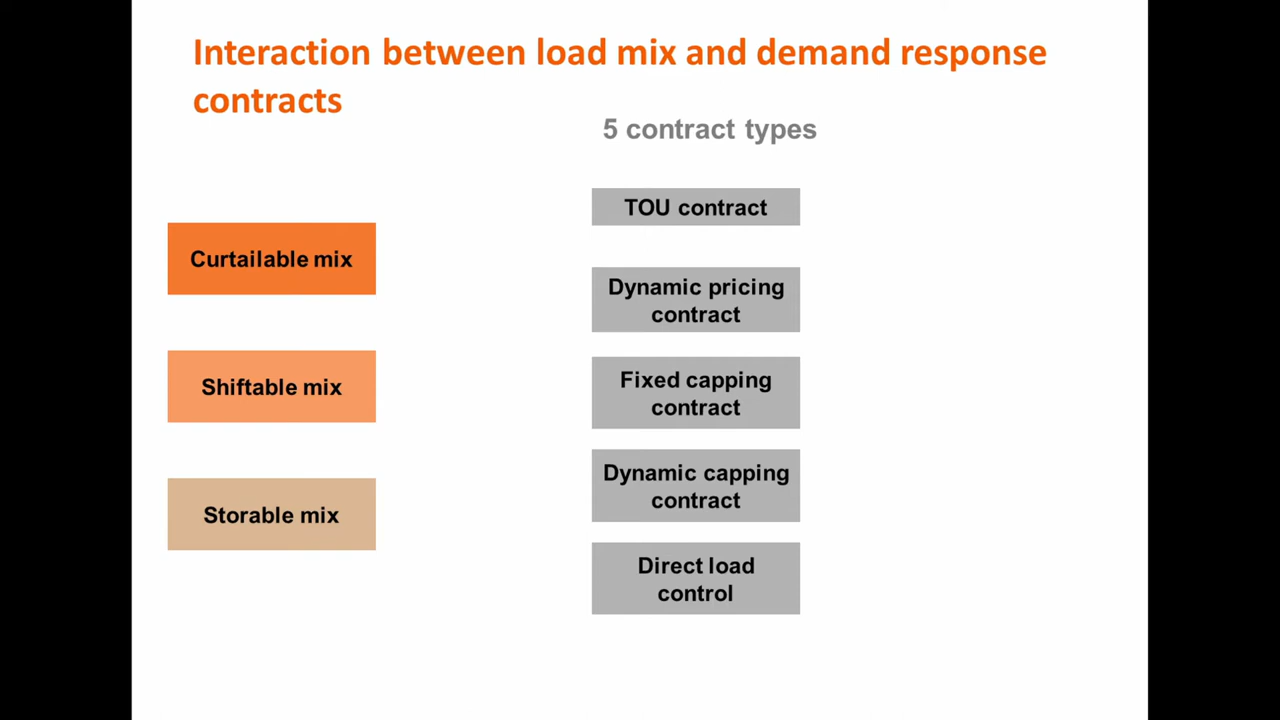 Interaction between load mix and demand response
contracts
5 contract types
Curtailable mix
Shiftable mix
Storable mix
TOU contract
Dynamic pricing
contract
Fixed capping
contract
Dynamic capping
contract
Direct load
control